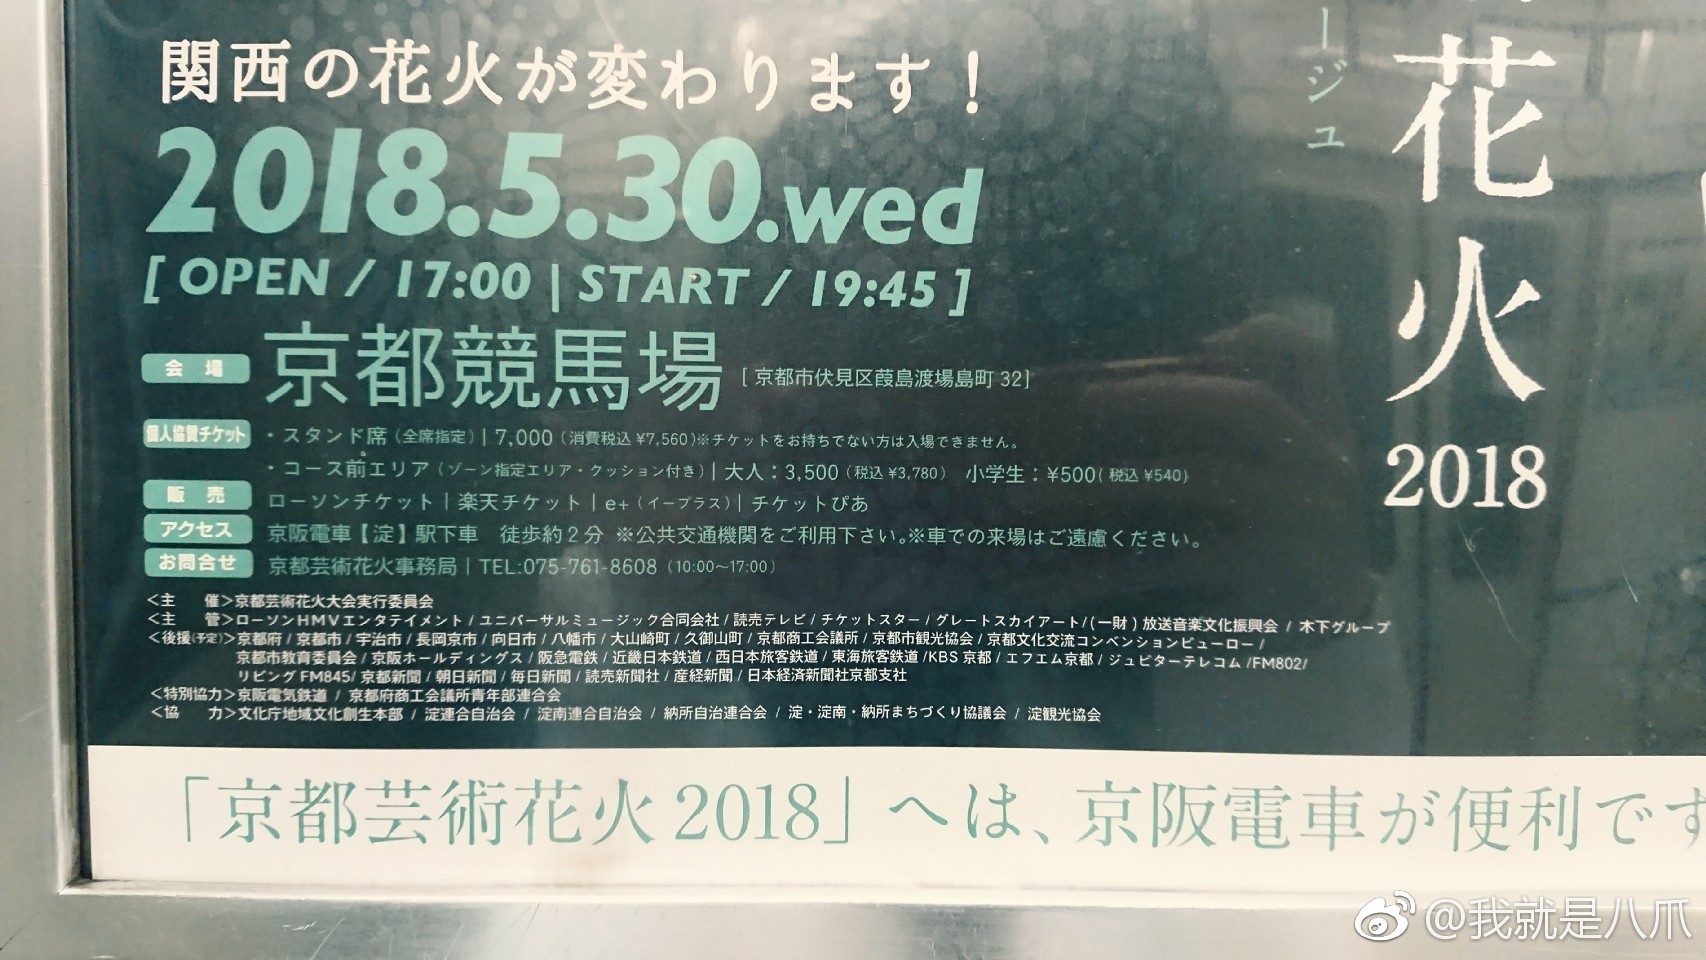 関西の花火が変わります！
2018.5.30.wed
[ OPEN / 17:00 | START / 19:45 ]
会場 京都競馬場 [ 京都市伏見区葭島渡場島町 32]
個人協賛チケット ・スタンド席（全席指定）| 7,000（消費税込 ¥7,560）※チケットをお持ちでない方は入場できません。
・コース前エリア（ゾーン指定エリア・クッション付き）| 大人：3,500（税込 ¥3,780） 小学生：¥500（税込 ¥540）
販売 ローソンチケット | 楽天チケット | e+（イープラス）| チケットぴあ
アクセス 京阪電車【淀】駅下車 徒歩約2分 ※公共交通機関をご利用下さい。※車での来場はご遠慮ください。
お問合せ 京都芸術花火事務局 | TEL:075-761-8608（10:00～17:00）
＜主 催＞京都芸術花火大会実行委員会
＜主 管＞ローソンHMVエンタテイメント / ユニバーサルミュージック合同会社 / 読売テレビ / チケットスター / グレートスカイアート/(一財) 放送音楽文化振興会 / 木下グループ
＜後援(予定)＞京都府 / 京都市 / 宇治市 / 長岡京市 / 向日市 / 八幡市 / 大山崎町 / 久御山町 / 京都商工会議所 / 京都市観光協会 / 京都文化交流コンベンションビューロー /
京都市教育委員会 / 京阪ホールディングス / 阪急電鉄 / 近畿日本鉄道 / 西日本旅客鉄道 / 東海旅客鉄道 /KBS 京都 / エフエム京都 / ジュピターテレコム /FM802/
リビング FM845/ 京都新聞 / 朝日新聞 / 毎日新聞 / 読売新聞社 / 産経新聞 / 日本経済新聞社京都支社
＜特別協力＞京阪電気鉄道 / 京都府商工会議所青年部連合会
＜協 力＞文化庁地域文化創生本部 / 淀連合自治会 / 淀南連合自治会 / 納所自治連合会 / 淀・淀南・納所まちづくり協議会 / 淀観光協会
ージュ
花火
2018
「京都芸術花火2018」へは、京阪電車が便利です
@我就是八爪